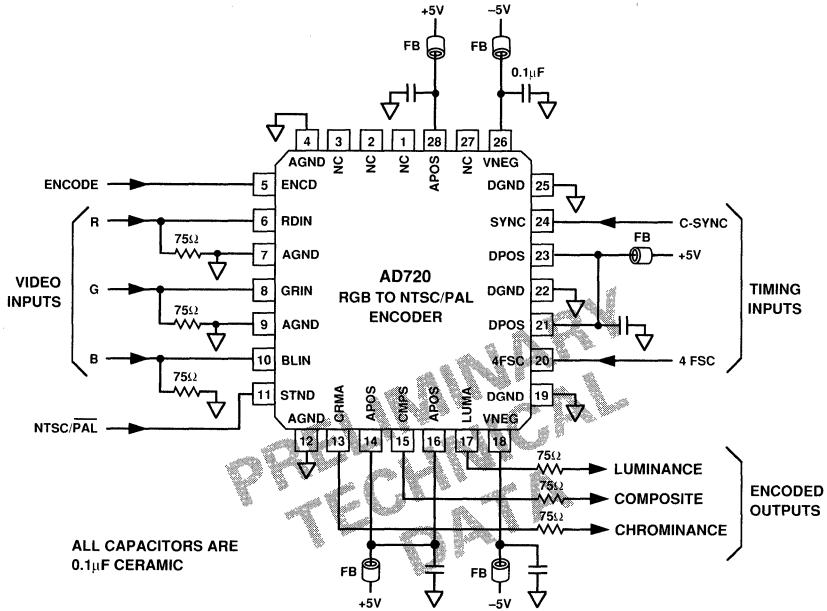 +5V
−5V
FB
FB
0.1µF
4
3
2
1
28
27
26
AGND
NC
NC
NC
APOS
NC
VNEG
ENCODE
5
ENCD
DGND
25
R
6
RDIN
SYNC
24
C-SYNC
75Ω
7
AGND
DPOS
23
FB
+5V
VIDEO
INPUTS
G
8
GRIN
AD720
RGB TO NTSC/PAL
ENCODER
DGND
22
TIMING
INPUTS
75Ω
9
AGND
DPOS
21
B
10
BLIN
4FSC
20
4 FSC
75Ω
11
STND
DGND
19
NTSC/PAL
AGND
CRMA
APOS
CMPS
APOS
LUMA
VNEG
12
13
14
15
16
17
18
PRELIMINARY
TECHNICAL
DATA
75Ω
LUMINANCE
75Ω
COMPOSITE
75Ω
CHROMINANCE
ENCODED
OUTPUTS
ALL CAPACITORS ARE
0.1µF CERAMIC
FB
+5V
FB
−5V